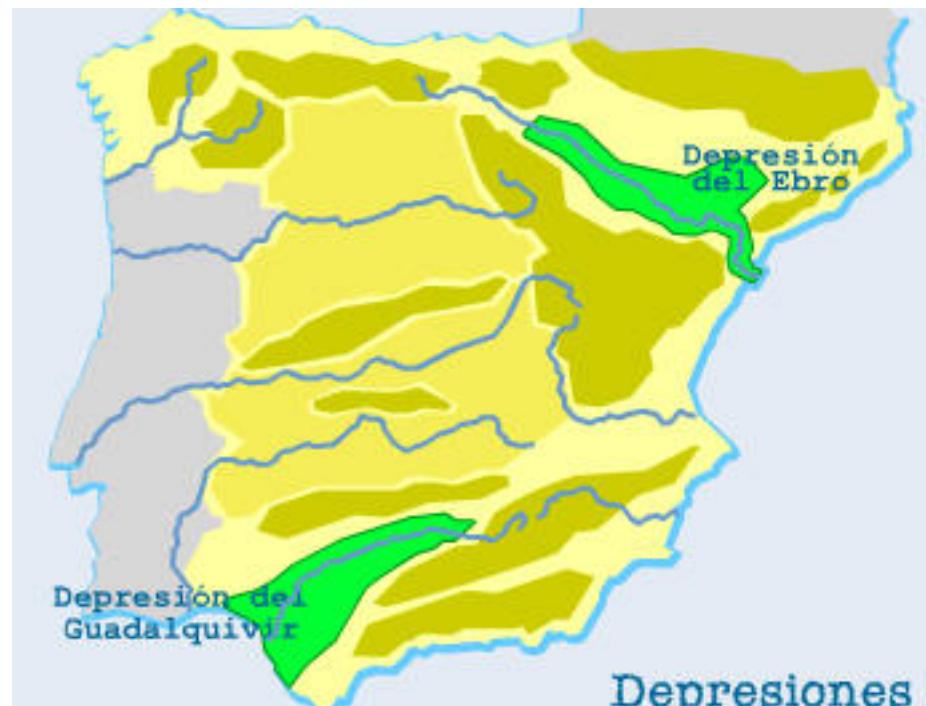 Depresión
del Ebro
Depresión del
Guadalquivir
Depresiones